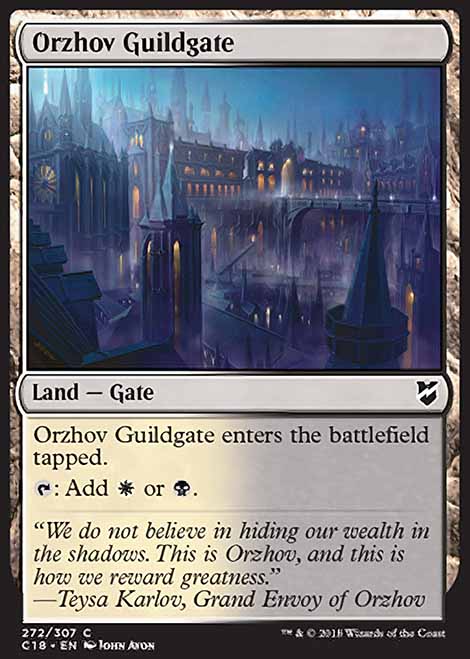 Orzhov Guildgate
Land — Gate
Orzhov Guildgate enters the battlefield
tapped.
: Add or .
“We do not believe in hiding our wealth in
the shadows. This is Orzhov, and this is
how we reward greatness.”
—Teysa Karlov, Grand Envoy of Orzhov
272/307 C
C18 • EN John Avon
™ & © 2018 Wizards of the Coast